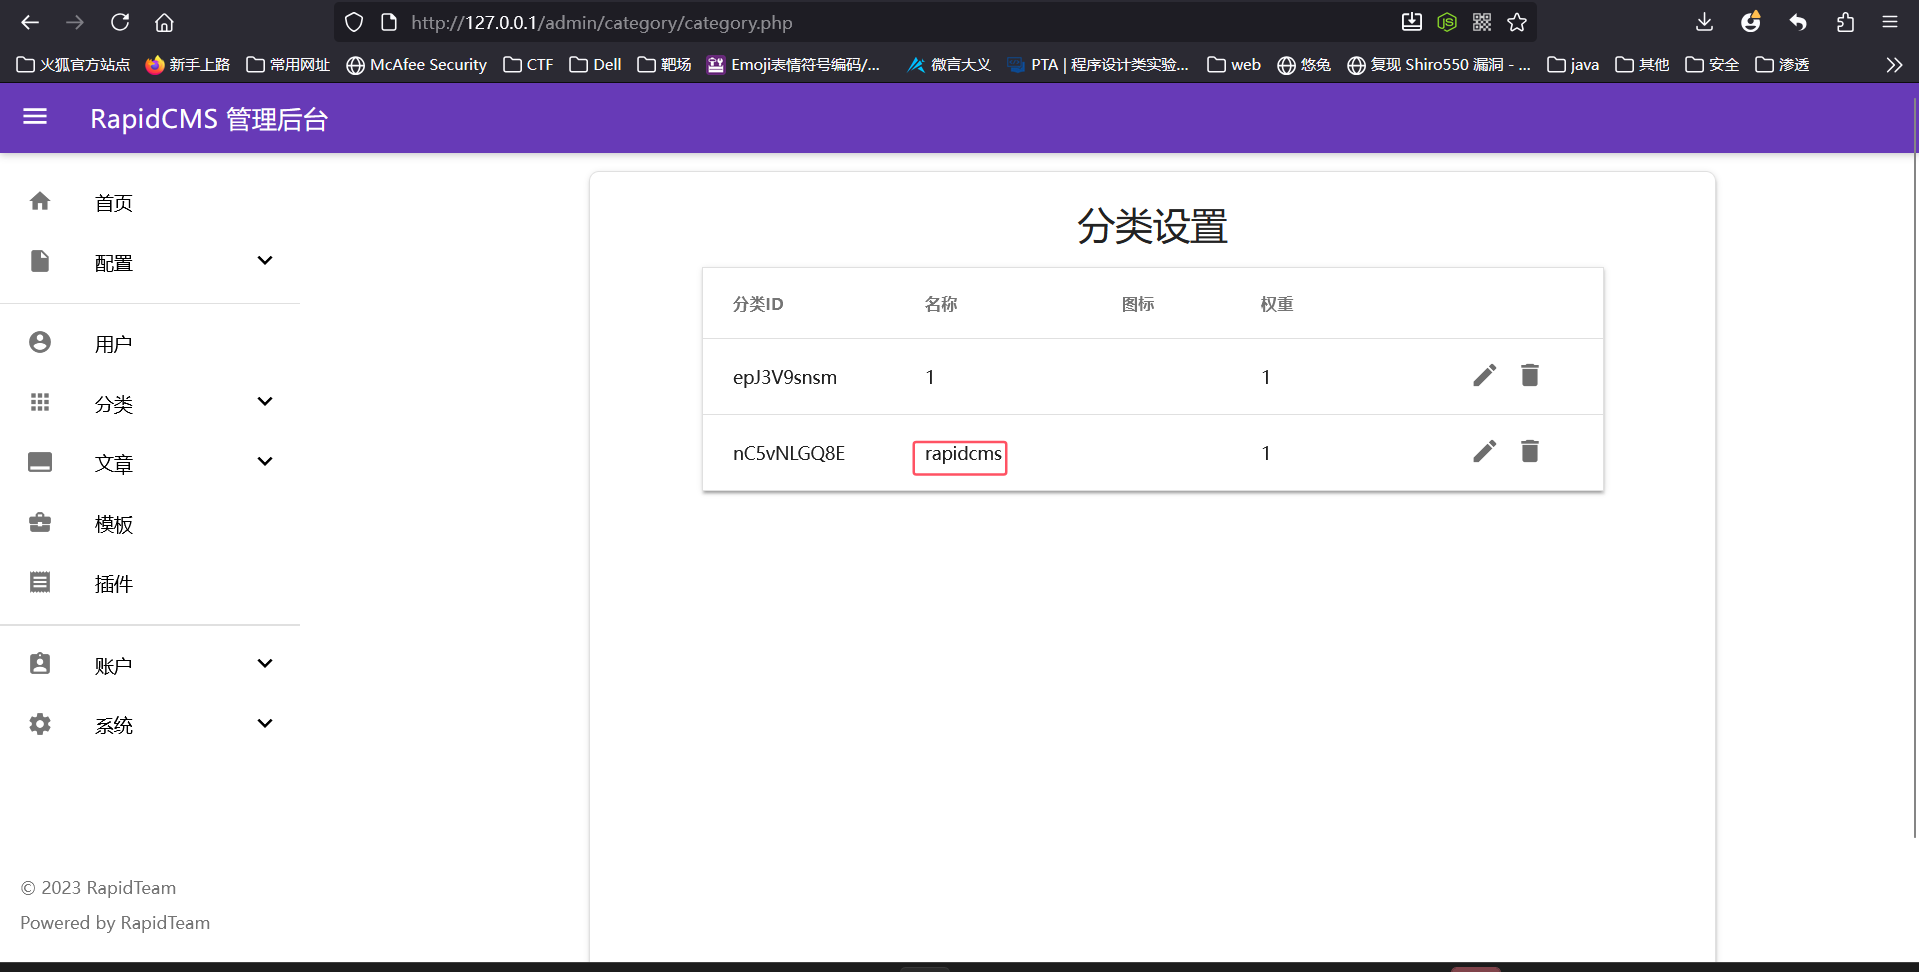 http://127.0.0.1/admin/category/category.php
火狐官方站点 新手上路 常用网址 McAfee Security CTF Dell 靶场 Emoji表情符号编码/... 微言大义 PTA | 程序设计类实验... web 悠兔 复现 Shiro550 漏洞 - ... java 其他 安全 渗透
RapidCMS 管理后台
首页
配置
用户
分类
文章
模板
插件
账户
系统
© 2023 RapidTeam
Powered by RapidTeam
分类设置
分类ID 名称 图标 权重
epJ3V9snsm 1 1
nC5vNLGQ8E rapidcms 1